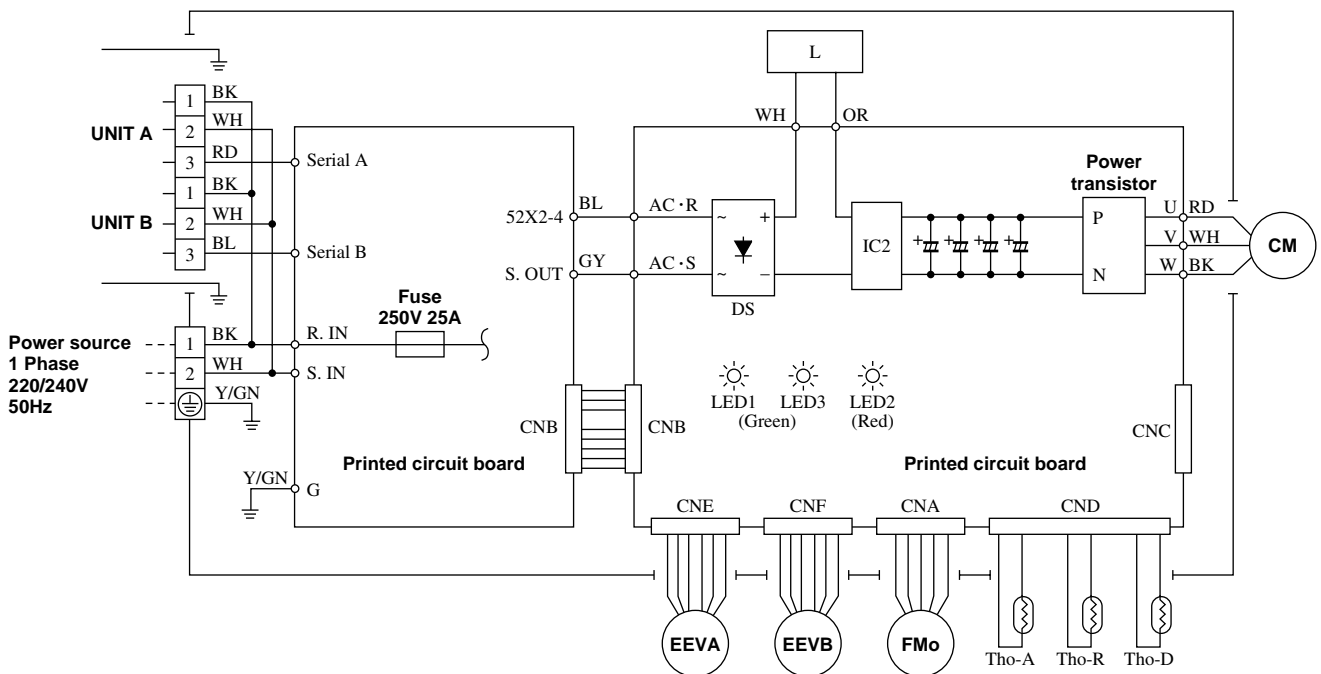 L
WH
OR
UNIT A
1
BK
2
WH
3
RD
Serial A
UNIT B
1
BK
2
WH
3
BL
Serial B
Power source
1 Phase
220/240V
50Hz
1
BK
R. IN
2
WH
S. IN
Y/GN
Fuse
250V 25A
Y/GN
G
Printed circuit board
52X2-4
BL
AC·R
S. OUT
GY
AC·S
~
+
~
−
DS
IC2
+
+
+
+
Power
transistor
P
N
U
RD
V
WH
W
BK
CM
LED1
LED3
LED2
(Green)
(Red)
CNB
CNB
CNC
Printed circuit board
CNE
CNF
CNA
CND
EEVA
EEVB
FMo
Tho-A
Tho-R
Tho-D